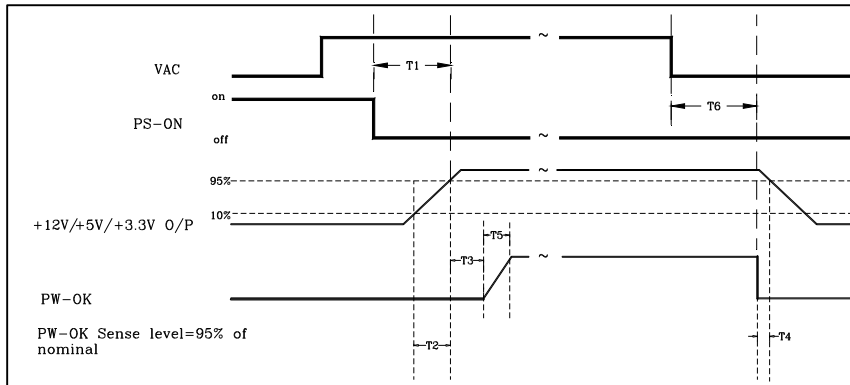 ~
VAC
T1
on
T6
PS-ON
off
~
~
95%
10%
+12V/+5V/+3.3V O/P
T5
T3
~
PW-OK
PW-OK Sense level=95% of
nominal
T2
T4